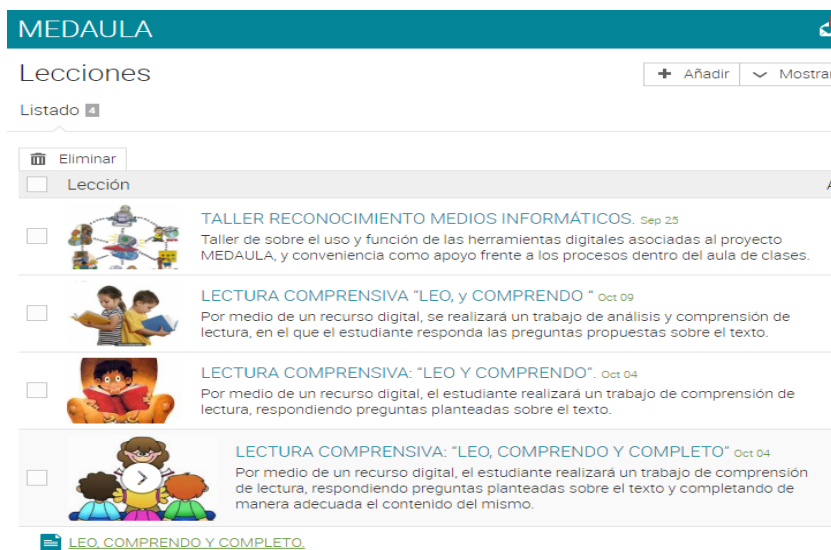 MEDAULA
Lecciones
Añadir
Listado 4
Eliminar
Lección
TALLER RECONOCIMIENTO MEDIOS INFORMÁTICOS. Sep 25
Taller de sobre el uso y función de las herramientas digitales asociadas al proyecto
MEDAULA, y conveniencia como apoyo frente a los procesos dentro del aula de clases.
LECTURA COMPRENSIVA “LEO, y COMPRENDO “ Oct 09
Por medio de un recurso digital, se realizará un trabajo de análisis y comprensión de
lectura, en el que el estudiante responda las preguntas propuestas sobre el texto.
LECTURA COMPRENSIVA: “LEO Y COMPRENDO”. Oct 04
Por medio de un recurso digital, el estudiante realizará un trabajo de comprensión de
lectura, respondiendo preguntas planteadas sobre el texto.
LECTURA COMPRENSIVA: “LEO, COMPRENDO Y COMPLETO” Oct 04
Por medio de un recurso digital, el estudiante realizará un trabajo de comprensión
de lectura, respondiendo preguntas planteadas sobre el texto y completando de
manera adecuada el contenido del mismo.
LEO, COMPRENDO Y COMPLETO.